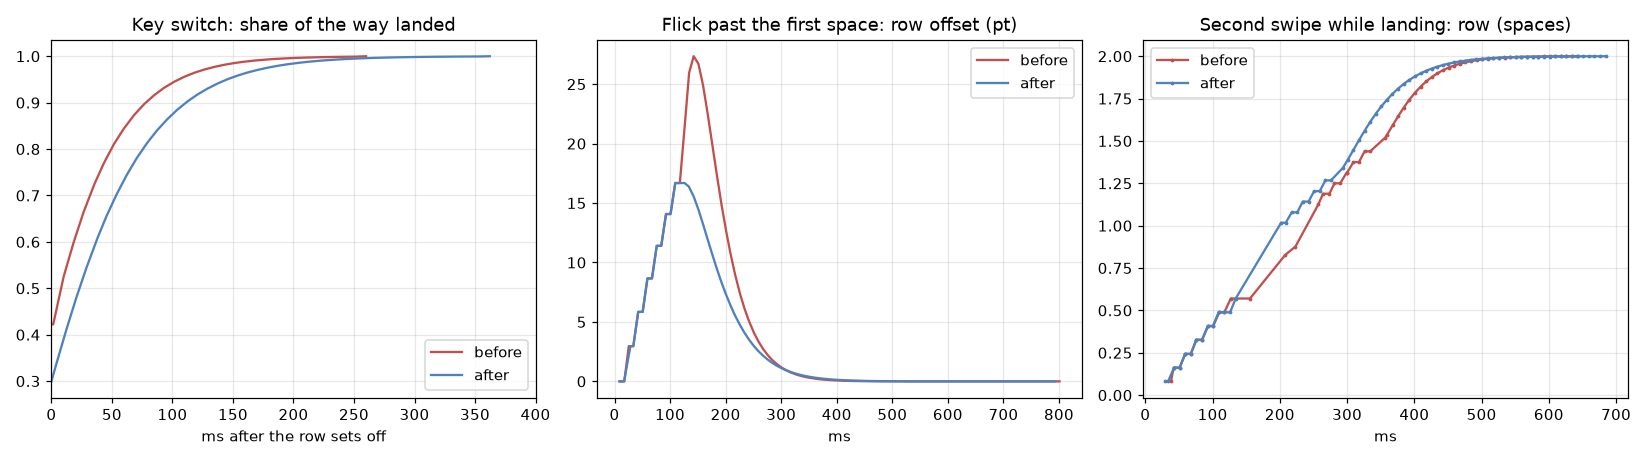 Key switch: share of the way landed
1.0
0.9
0.8
0.7
0.6
0.5
0.4
0.3
before
after
0 50 100 150 200 250 300 350 400
ms after the row sets off
Flick past the first space: row offset (pt)
25
20
15
10
5
0
before
after
0 100 200 300 400 500 600 700 800
ms
Second swipe while landing: row (spaces)
2.00
1.75
1.50
1.25
1.00
0.75
0.50
0.25
0.00
before
after
0 100 200 300 400 500 600 700
ms